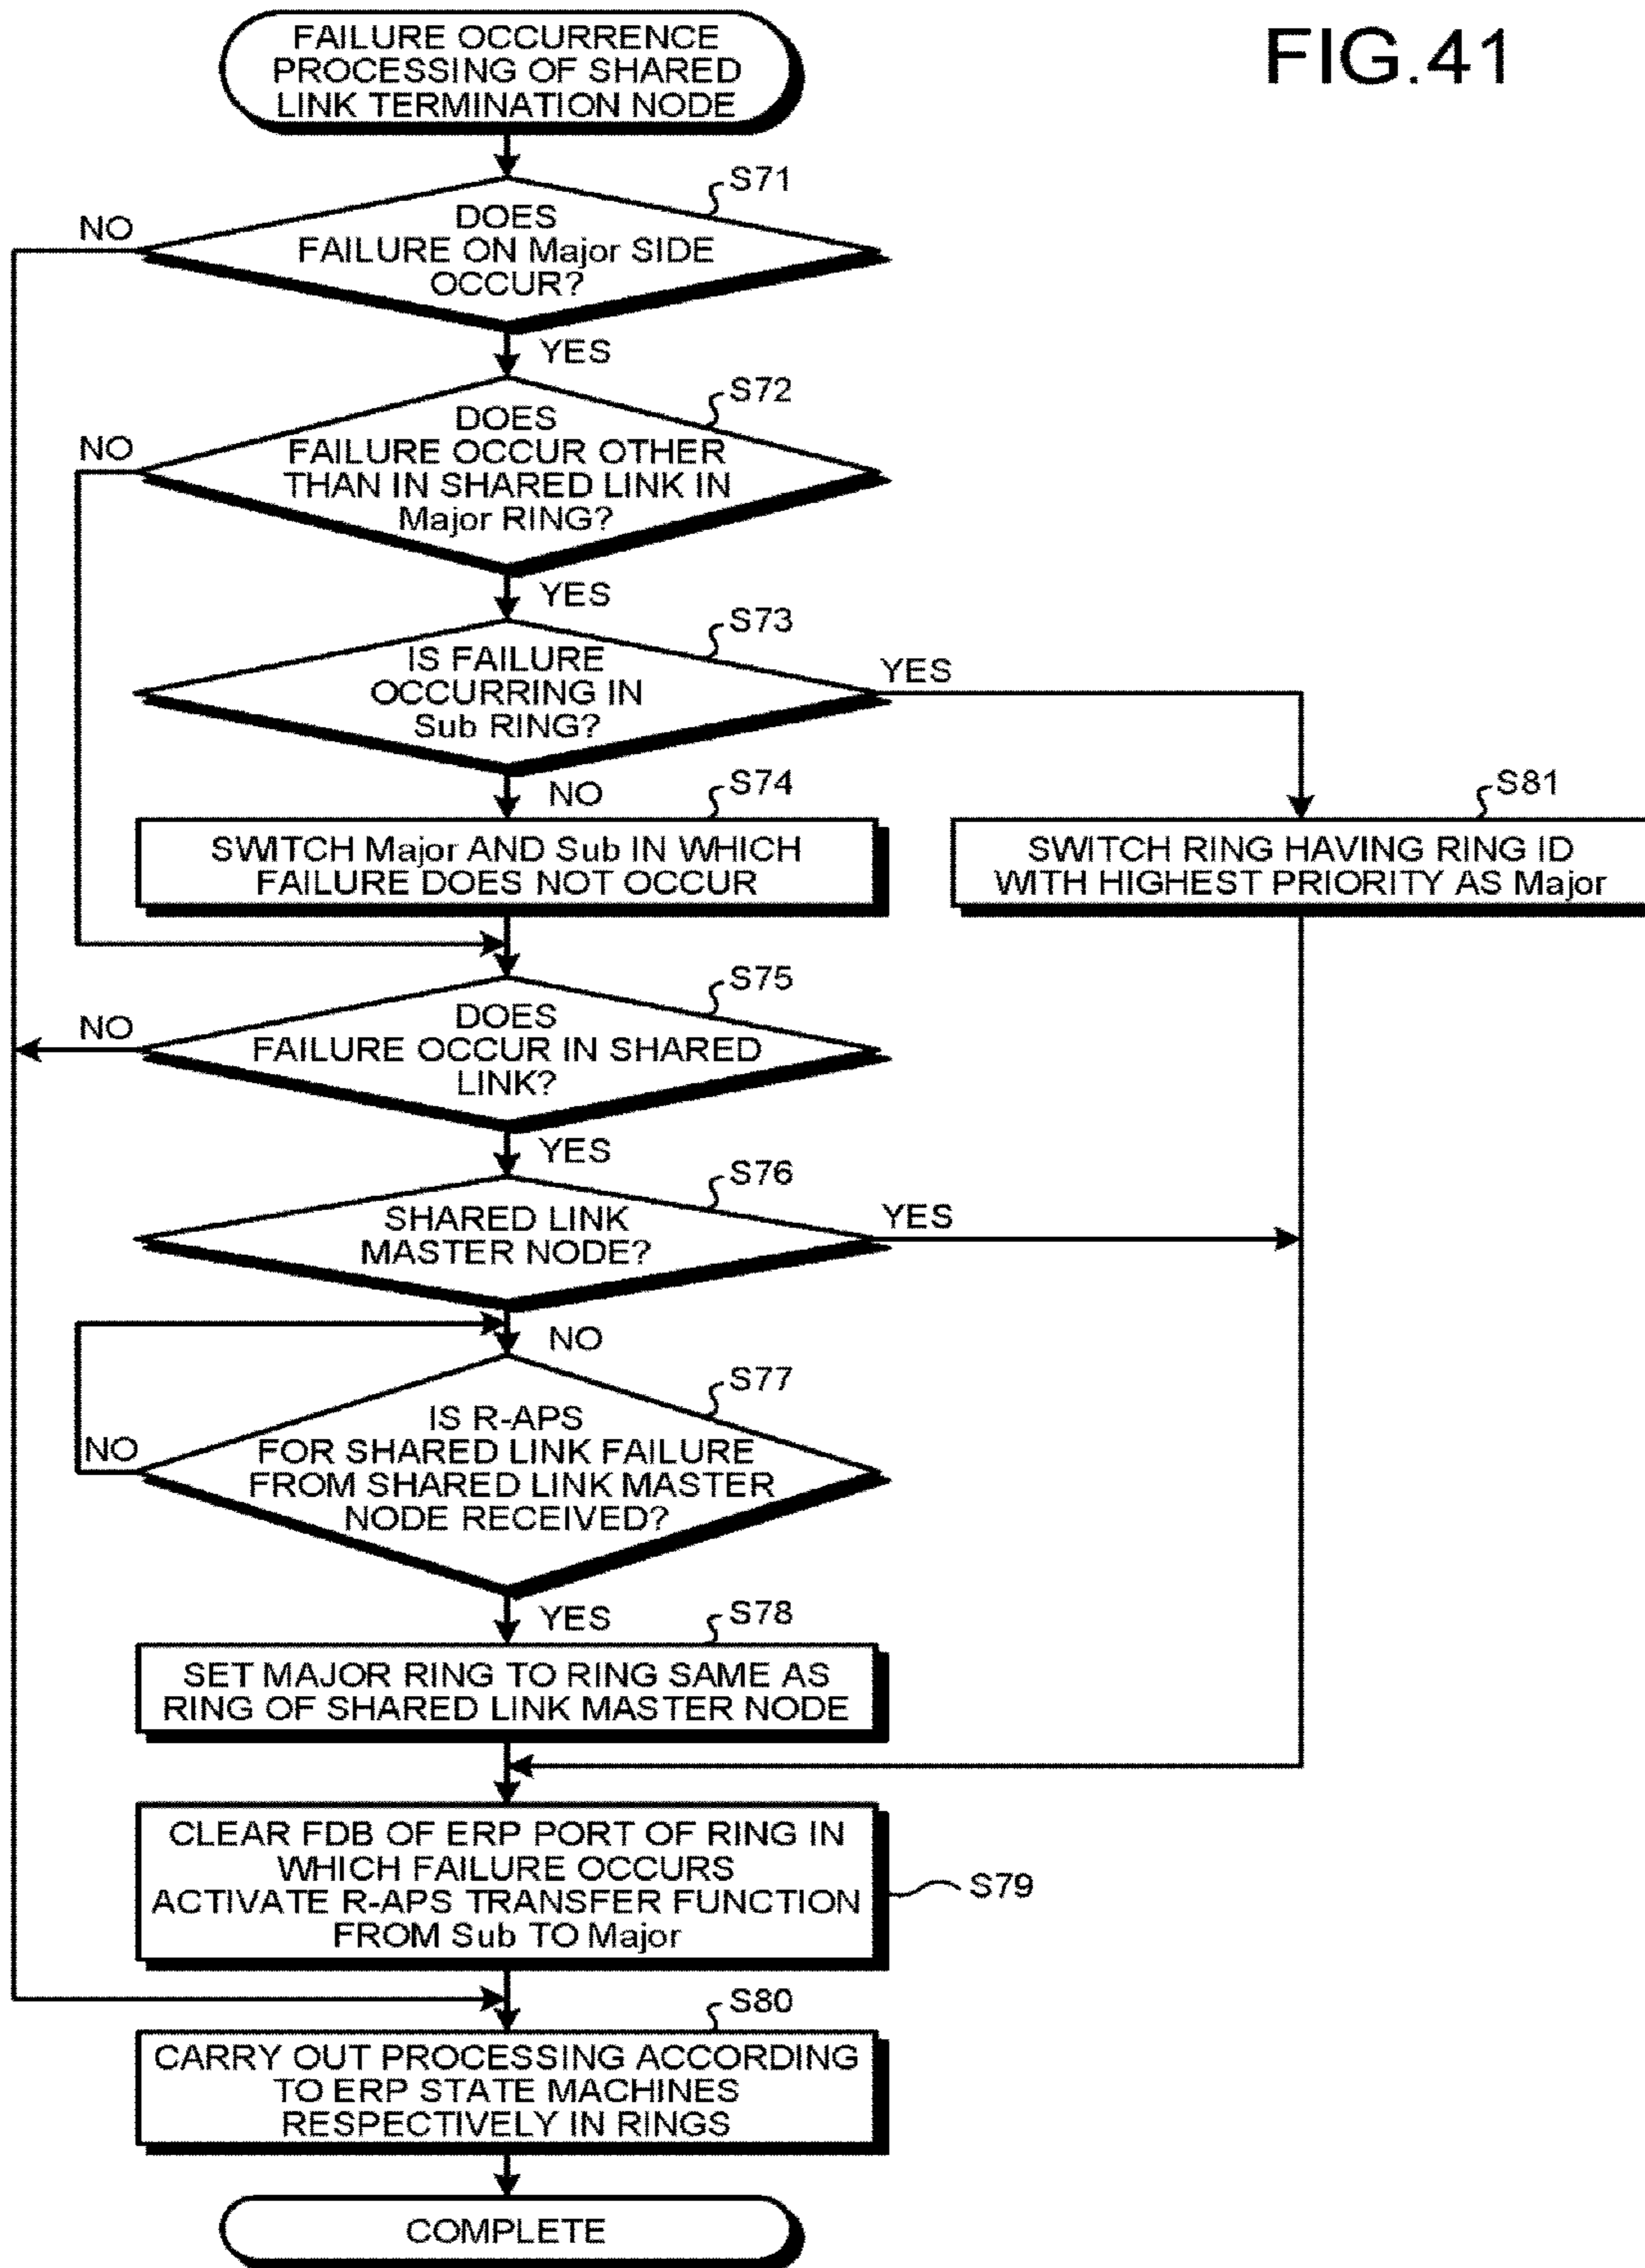 FIG.41
FAILURE OCCURRENCE
PROCESSING OF SHARED
LINK TERMINATION NODE
S71
NO
DOES
FAILURE ON Major SIDE
OCCUR?
YES
S72
NO
DOES
FAILURE OCCUR OTHER
THAN IN SHARED LINK IN
Major RING?
YES
S73
IS FAILURE
OCCURRING IN
Sub RING?
YES
NO
S74
SWITCH Major AND Sub IN WHICH
FAILURE DOES NOT OCCUR
S81
SWITCH RING HAVING RING ID
WITH HIGHEST PRIORITY AS Major
S75
NO
DOES
FAILURE OCCUR IN SHARED
LINK?
YES
S76
SHARED LINK
MASTER NODE?
YES
NO
S77
NO
IS R-APS
FOR SHARED LINK FAILURE
FROM SHARED LINK MASTER
NODE RECEIVED?
YES
S78
SET MAJOR RING TO RING SAME AS
RING OF SHARED LINK MASTER NODE
CLEAR FDB OF ERP PORT OF RING IN
WHICH FAILURE OCCURS
ACTIVATE R-APS TRANSFER FUNCTION
FROM Sub TO Major
S79
S80
CARRY OUT PROCESSING ACCORDING
TO ERP STATE MACHINES
RESPECTIVELY IN RINGS
COMPLETE